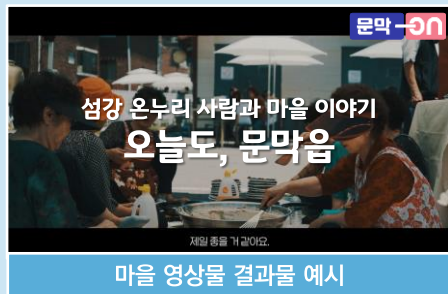 문막-ON
섬강 온누리 사람과 마을 이야기
오늘도, 문막읍
제일 좋을 거 같아요.
마을 영상물 결과물 예시